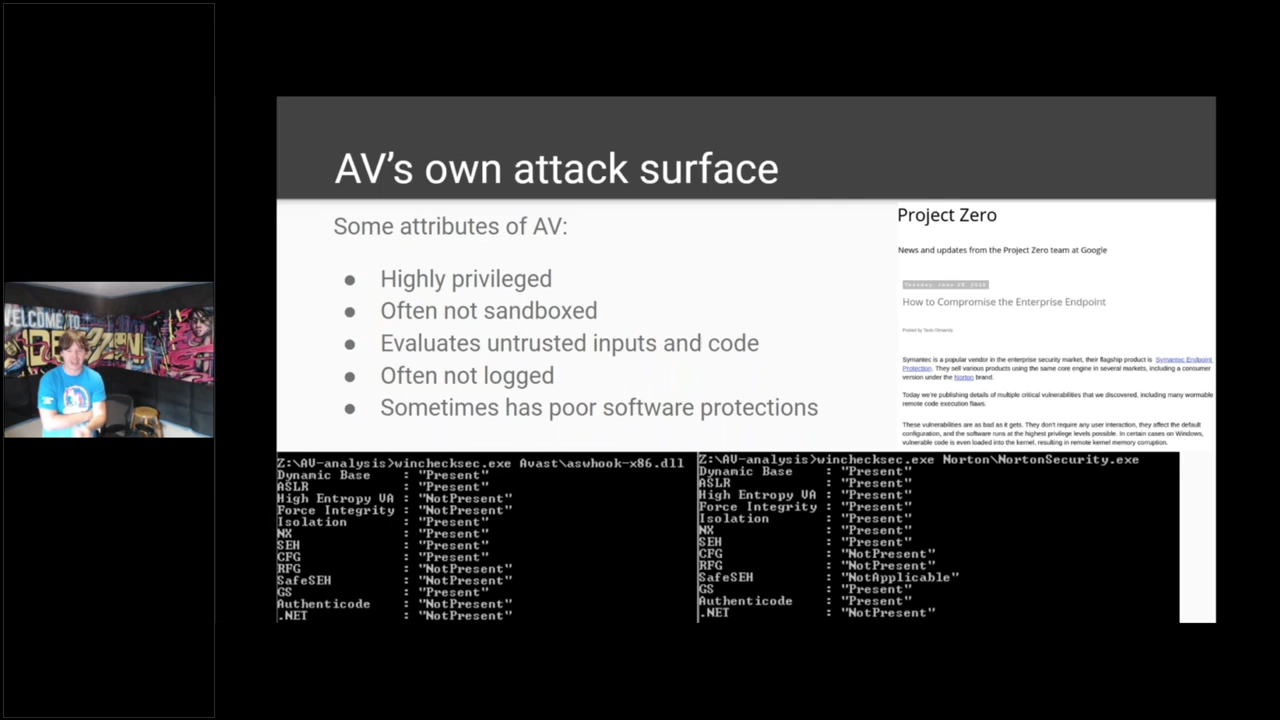 WELCOME TO
AV's own attack surface
Some attributes of AV:
● Highly privileged
● Often not sandboxed
● Evaluates untrusted inputs and code
● Often not logged
● Sometimes has poor software protections
Project Zero
News and updates from the Project Zero team at Google
How to Compromise the Enterprise Endpoint
Posted by Tavis Ormandy.
Symantec is a popular vendor in the enterprise security market, their flagship product is Symantec Endpoint
Protection. They sell various products using the same core engine in several markets, including a consumer
version under the Norton brand.
Today we're publishing details of multiple critical vulnerabilities that we discovered, including many wormable
remote code execution flaws.
These vulnerabilities are as bad as it gets. They don't require any user interaction, they affect the default
configuration, and the software runs at the highest privilege levels possible. In certain cases on Windows,
vulnerable code is even loaded into the kernel, resulting in remote kernel memory corruption.
Z:\AV-analysis>winchecksec.exe Avast\aswhook-x86.dll
Dynamic Base : "Present"
ASLR : "Present"
High Entropy VA : "NotPresent"
Force Integrity : "NotPresent"
Isolation : "Present"
NX : "Present"
SEH : "Present"
CFG : "Present"
RFG : "NotPresent"
SafeSEH : "NotPresent"
GS : "Present"
Authenticode : "NotPresent"
.NET : "NotPresent"
Z:\AV-analysis>winchecksec.exe Norton\NortonSecurity.exe
Dynamic Base : "Present"
ASLR : "Present"
High Entropy VA : "Present"
Force Integrity : "Present"
Isolation : "Present"
NX : "Present"
SEH : "Present"
CFG : "NotPresent"
RFG : "NotPresent"
SafeSEH : "NotApplicable"
GS : "Present"
Authenticode : "Present"
.NET : "NotPresent"